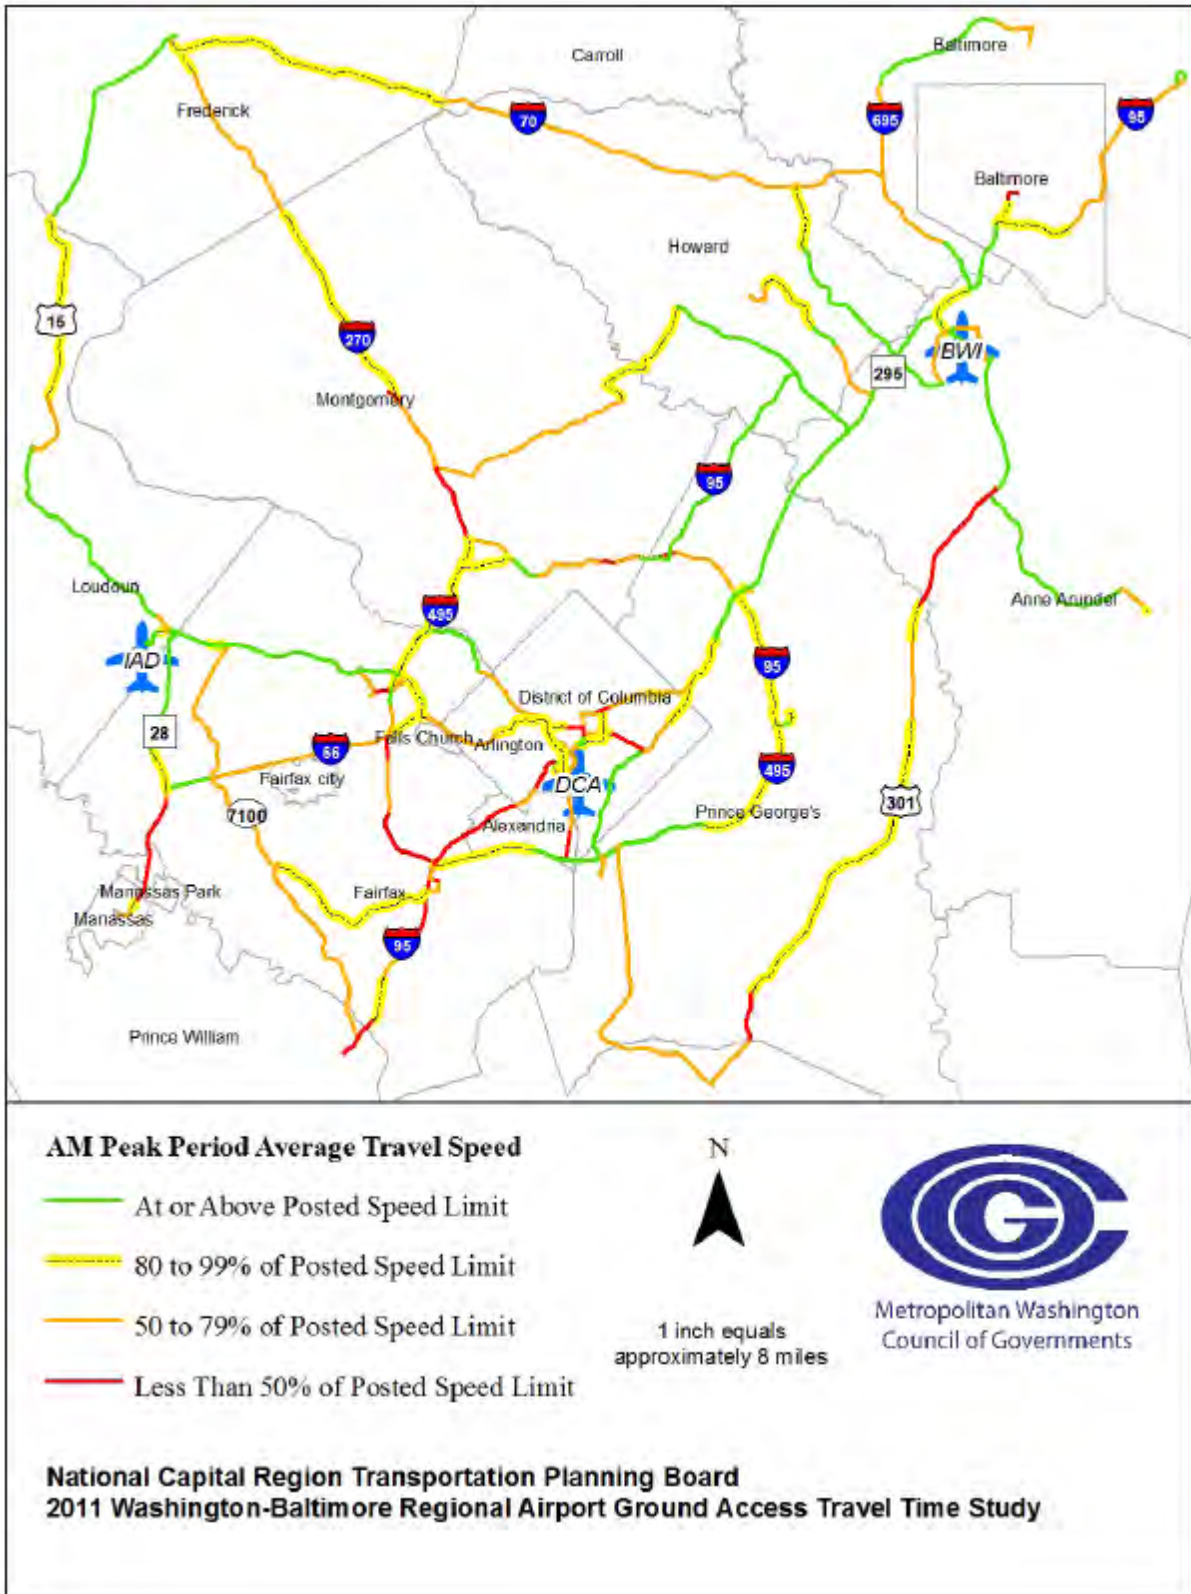 Carroll
Baltimore
Frederick
70
695
95
Baltimore
Howard
15
270
BWI
295
Montgomery
95
Loudoun
495
Anne Arundel
IAD
95
District of Columbia
28
66
Falls Church
Arlington
Fairfax city
DCA
495
7100
Alexandria
Prince George's
301
Manassas Park
Fairfax
Manassas
95
Prince William
AM Peak Period Average Travel Speed
At or Above Posted Speed Limit
80 to 99% of Posted Speed Limit
50 to 79% of Posted Speed Limit
Less Than 50% of Posted Speed Limit
N
1 inch equals
approximately 8 miles
COG
Metropolitan Washington
Council of Governments
National Capital Region Transportation Planning Board
2011 Washington-Baltimore Regional Airport Ground Access Travel Time Study